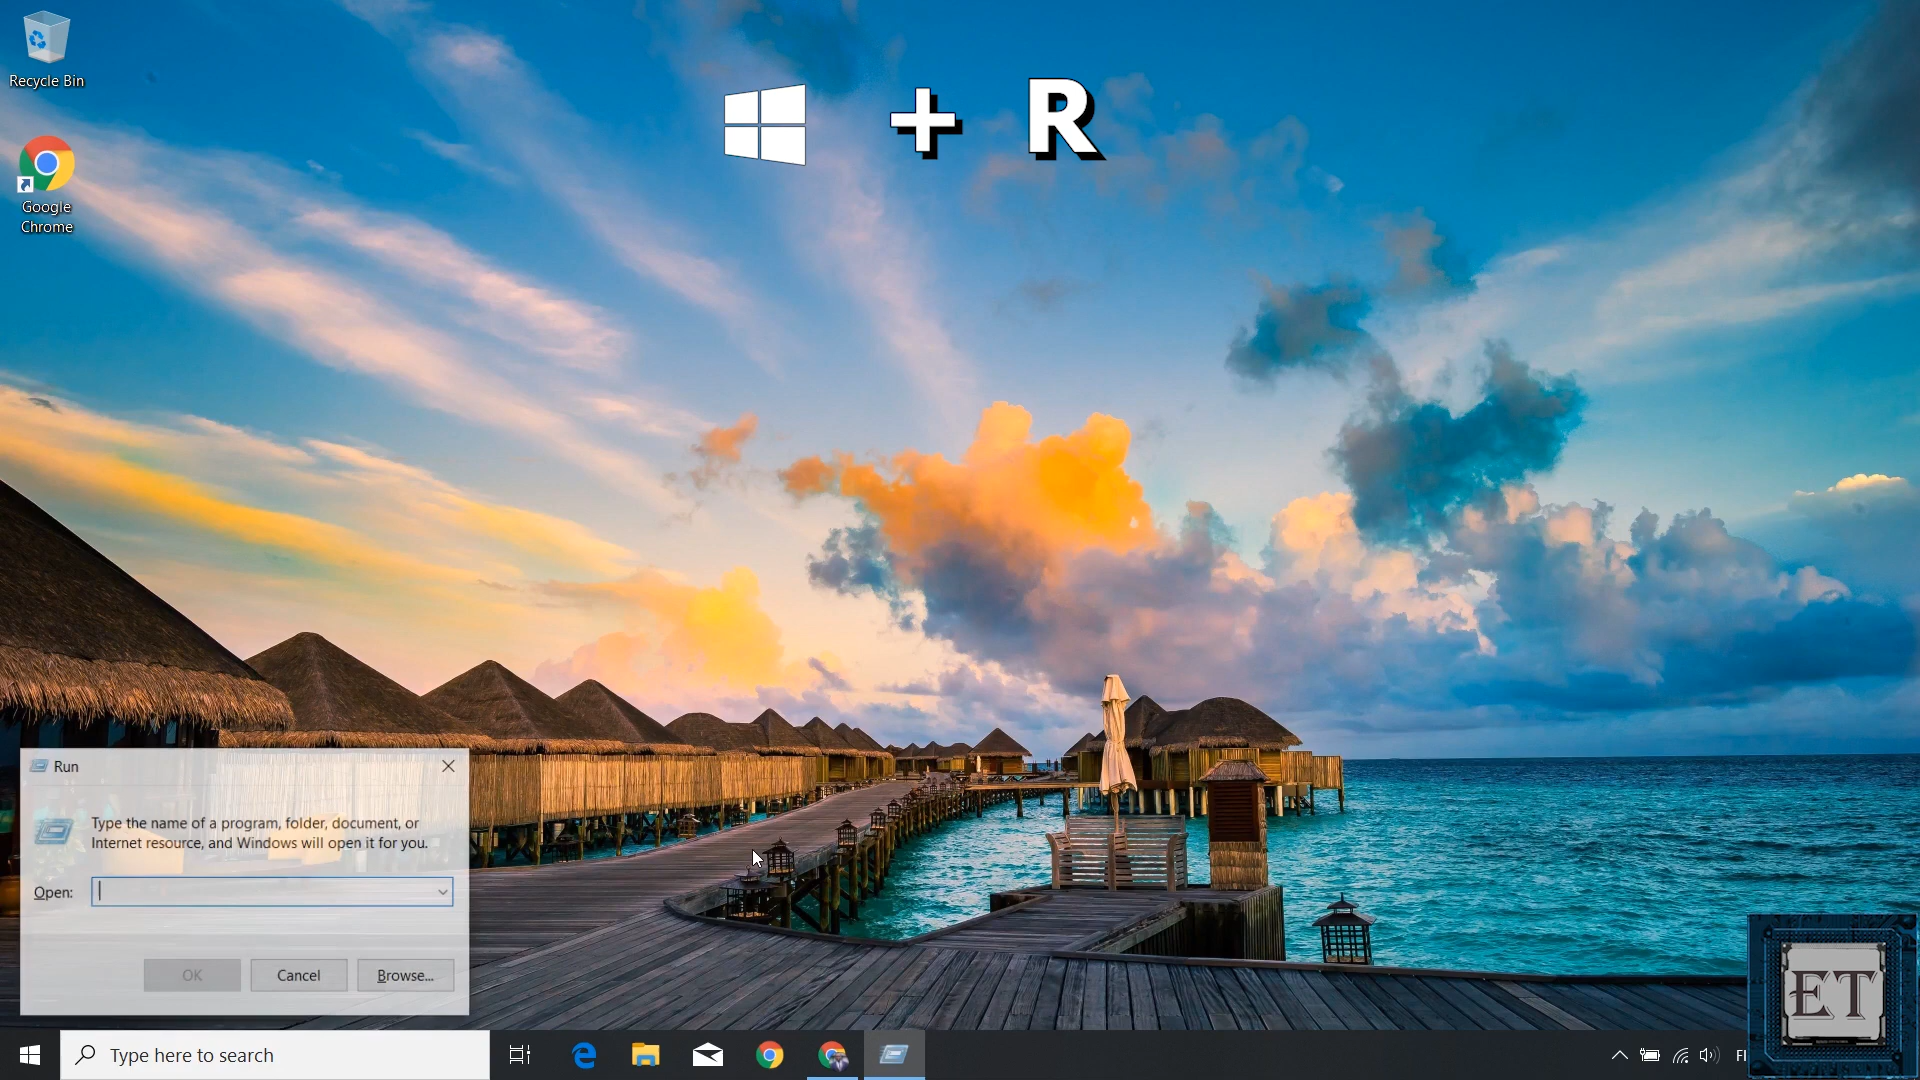 Recycle Bin
+ R
Google
Chrome
Run
Type the name of a program, folder, document, or
Internet resource, and Windows will open it for you.
Open:
OK
Cancel
Browse...
Type here to search
FI
ET